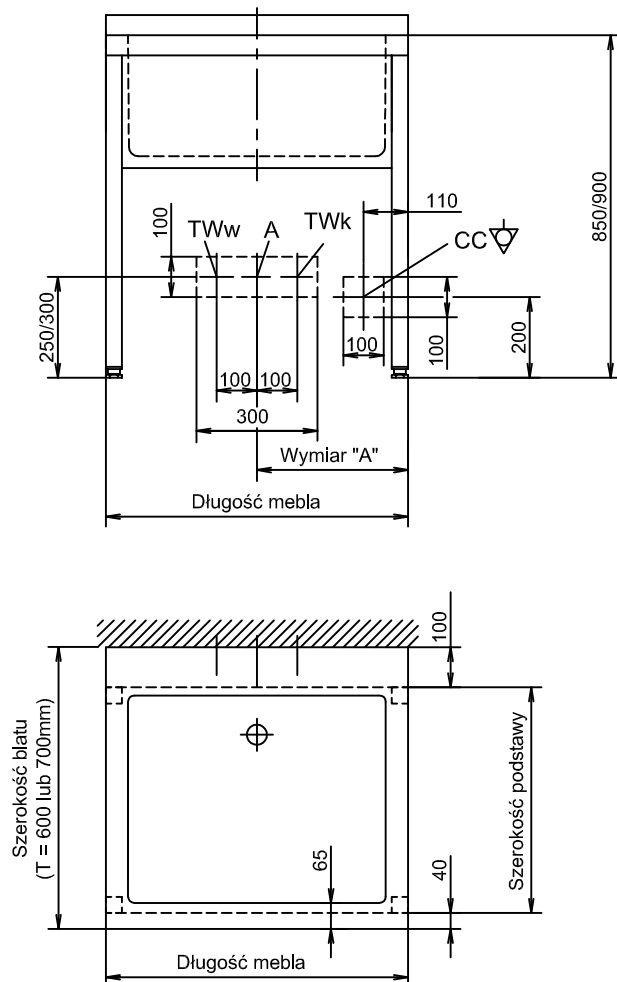 110
850/900
100
TWw
A
TWk
CC
250/300
100
100
200
100
100
300
Wymiar "A"
Długość mebla
100
Szerokość blatu
(T = 600 lub 700mm)
Szerokość podstawy
65
40
Długość mebla